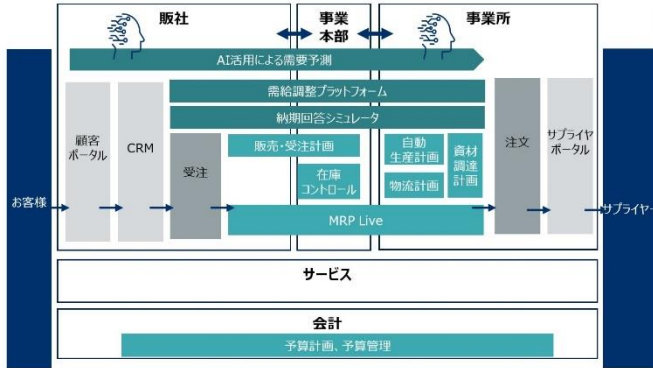 販社
事業
本部
事業所
AI活用による需要予測
需給調整プラットフォーム
納期回答シミュレータ
顧客
ポータル
CRM
受注
販売・受注計画
在庫
コントロール
自動
生産計画
物流計画
資材
調達
計画
注文
サプライヤ
ポータル
お客様
MRP Live
サプライヤー
サービス
会計
予算計画、予算管理